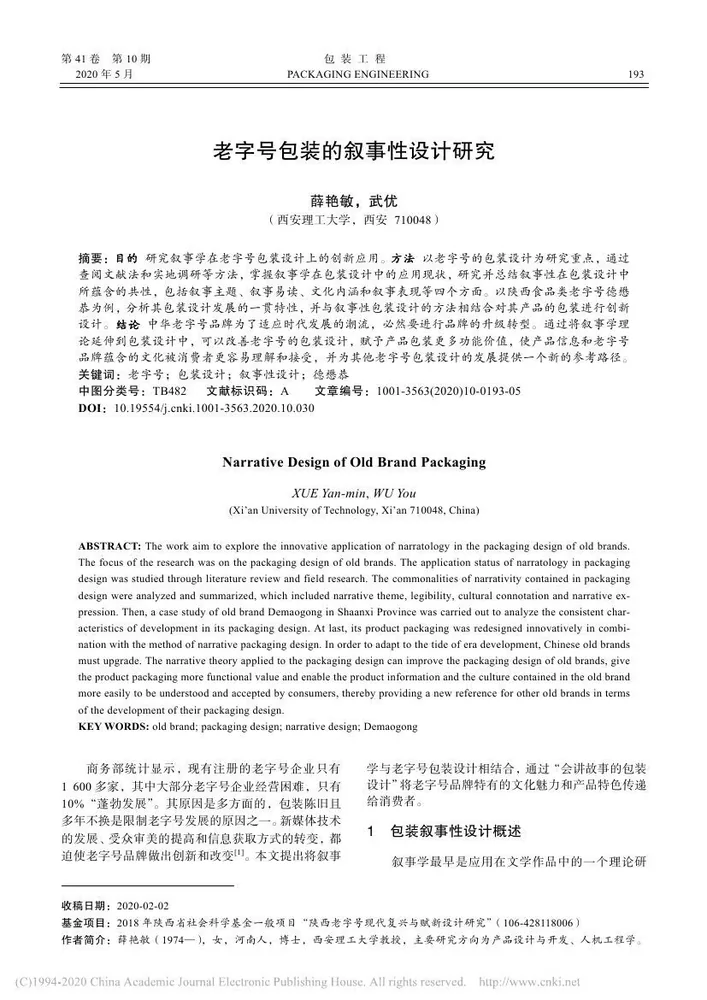 第 41 卷 第 10 期 包 装 工 程
2020 年 5 月 PACKAGING ENGINEERING 193
老字号包装的叙事性设计研究
薛艳敏，武优
（西安理工大学，西安 710048）
摘要：目的 研究叙事学在老字号包装设计上的创新应用。方法 以老字号的包装设计为研究重点，通过
查阅文献法和实地调研等方法，掌握叙事学在包装设计中的应用现状，研究并总结叙事性在包装设计中
所蕴含的共性，包括叙事主题、叙事易读、文化内涵和叙事表现等四个方面。以陕西食品类老字号德懋
恭为例，分析其包装设计发展的一贯特性，并与叙事性包装设计的方法相结合对其产品的包装进行创新
设计。结论 中华老字号品牌为了适应时代发展的潮流，必然要进行品牌的升级转型。通过将叙事学理
论延伸到包装设计中，可以改善老字号的包装设计，赋予产品包装更多功能价值，使产品信息和老字号
品牌蕴含的文化被消费者更容易理解和接受，并为其他老字号包装设计的发展提供一个新的参考路径。
关键词：老字号；包装设计；叙事性设计；德懋恭
中图分类号：TB482 文献标识码：A 文章编号：1001-3563(2020)10-0193-05
DOI：10.19554/j.cnki.1001-3563.2020.10.030
Narrative Design of Old Brand Packaging
XUE Yan-min, WU You
(Xi'an University of Technology, Xi'an 710048, China)
ABSTRACT: The work aim to explore the innovative application of narratology in the packaging design of old brands.
The focus of the research was on the packaging design of old brands. The application status of narratology in packaging
design was studied through literature review and field research. The commonalities of narrativity contained in packaging
design were analyzed and summarized, which included narrative theme, legibility, cultural connotation and narrative ex-
pression. Then, a case study of old brand Demaogong in Shaanxi Province was carried out to analyze the consistent char-
acteristics of development in its packaging design. At last, its product packaging was redesigned innovatively in combi-
nation with the method of narrative packaging design. In order to adapt to the tide of era development, Chinese old brands
must upgrade. The narrative theory applied to the packaging design can improve the packaging design of old brands, give
the product packaging more functional value and enable the product information and the culture contained in the old brand
more easily to be understood and accepted by consumers, thereby providing a new reference for other old brands in terms
of the development of their packaging design.
KEY WORDS: old brand; packaging design; narrative design; Demaogong
商务部统计显示，现有注册的老字号企业只有
1 600 多家，其中大部分老字号企业经营困难，只有
10%“蓬勃发展”。其原因是多方面的，包装陈旧且
多年不换是限制老字号发展的原因之一。新媒体技术
的发展、受众审美的提高和信息获取方式的转变，都
迫使老字号品牌做出创新和改变[1]。本文提出将叙事
学与老字号包装设计相结合，通过“会讲故事的包装
设计”将老字号品牌特有的文化魅力和产品特色传递
给消费者。
1 包装叙事性设计概述
叙事学最早是应用在文学作品中的一个理论研
收稿日期：2020-02-02
基金项目：2018 年陕西省社会科学基金一般项目“陕西老字号现代复兴与赋新设计研究”（106-428118006）
作者简介：薛艳敏（1974—），女，河南人，博士，西安理工大学教授，主要研究方向为产品设计与开发、人机工程学。
(C)1994-2020 China Academic Journal Electronic Publishing House. All rights reserved. http://www.cnki.net